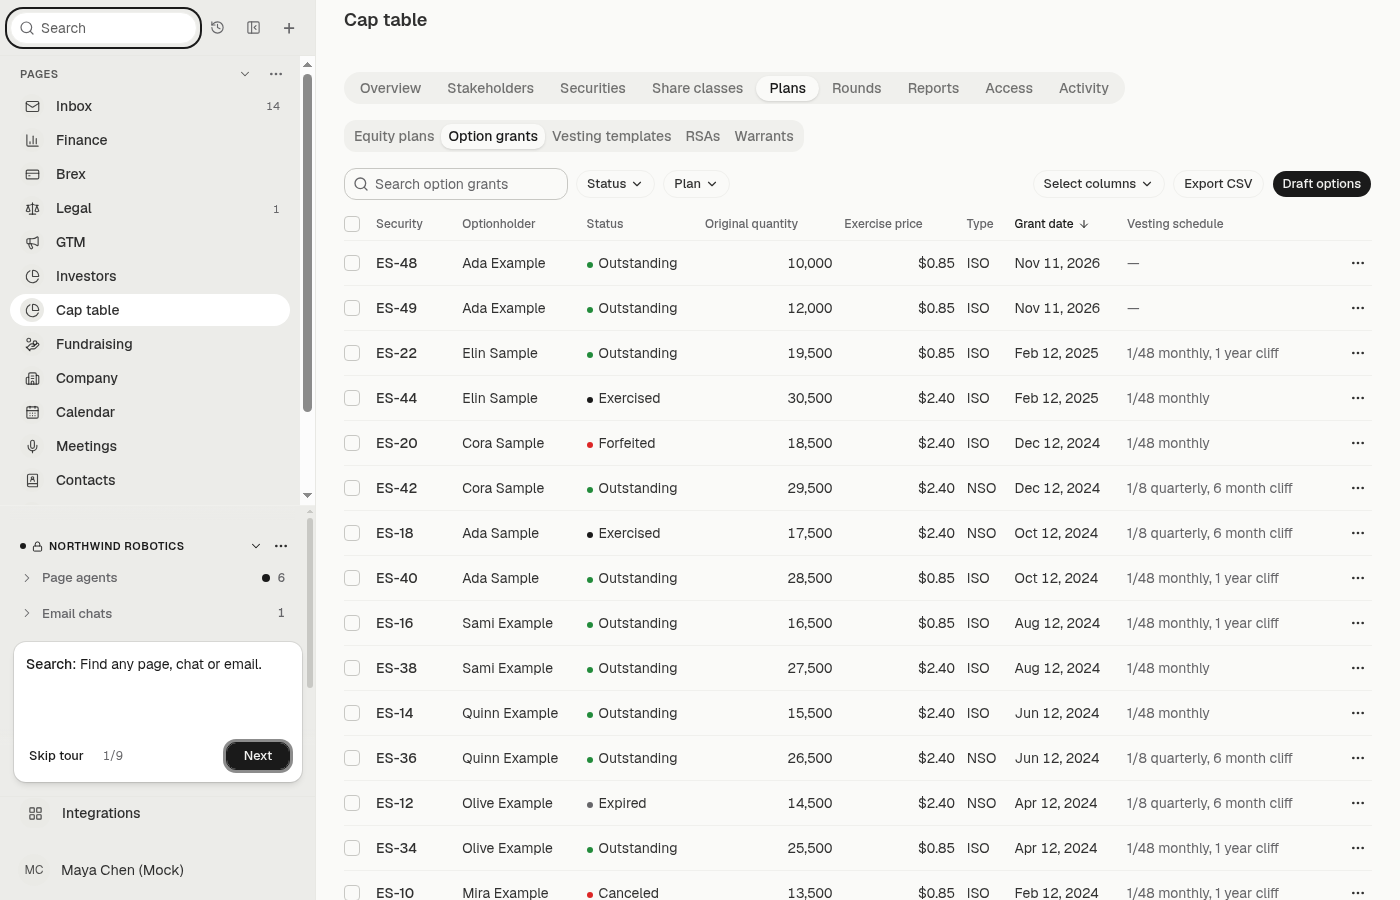 Search
PAGES
Inbox 14
Finance
Brex
Legal 1
GTM
Investors
Cap table
Fundraising
Company
Calendar
Meetings
Contacts
NORTHWIND ROBOTICS
Page agents 6
Email chats 1
Search: Find any page, chat or email.
Skip tour 1/9 Next
Integrations
MC Maya Chen (Mock)
Cap table
Overview Stakeholders Securities Share classes Plans Rounds Reports Access Activity
Equity plans Option grants Vesting templates RSAs Warrants
Search option grants Status Plan Select columns Export CSV Draft options
Security Optionholder Status Original quantity Exercise price Type Grant date Vesting schedule
ES-48 Ada Example Outstanding 10,000 $0.85 ISO Nov 11, 2026 —
ES-49 Ada Example Outstanding 12,000 $0.85 ISO Nov 11, 2026 —
ES-22 Elin Sample Outstanding 19,500 $0.85 ISO Feb 12, 2025 1/48 monthly, 1 year cliff
ES-44 Elin Sample Exercised 30,500 $2.40 ISO Feb 12, 2025 1/48 monthly
ES-20 Cora Sample Forfeited 18,500 $2.40 ISO Dec 12, 2024 1/48 monthly
ES-42 Cora Sample Outstanding 29,500 $2.40 NSO Dec 12, 2024 1/8 quarterly, 6 month cliff
ES-18 Ada Sample Exercised 17,500 $2.40 NSO Oct 12, 2024 1/8 quarterly, 6 month cliff
ES-40 Ada Sample Outstanding 28,500 $0.85 ISO Oct 12, 2024 1/48 monthly, 1 year cliff
ES-16 Sami Example Outstanding 16,500 $0.85 ISO Aug 12, 2024 1/48 monthly, 1 year cliff
ES-38 Sami Example Outstanding 27,500 $2.40 ISO Aug 12, 2024 1/48 monthly
ES-14 Quinn Example Outstanding 15,500 $2.40 ISO Jun 12, 2024 1/48 monthly
ES-36 Quinn Example Outstanding 26,500 $2.40 NSO Jun 12, 2024 1/8 quarterly, 6 month cliff
ES-12 Olive Example Expired 14,500 $2.40 NSO Apr 12, 2024 1/8 quarterly, 6 month cliff
ES-34 Olive Example Outstanding 25,500 $0.85 ISO Apr 12, 2024 1/48 monthly, 1 year cliff
ES-10 Mira Example Canceled 13,500 $0.85 ISO Feb 12, 2024 1/48 monthly, 1 year cliff